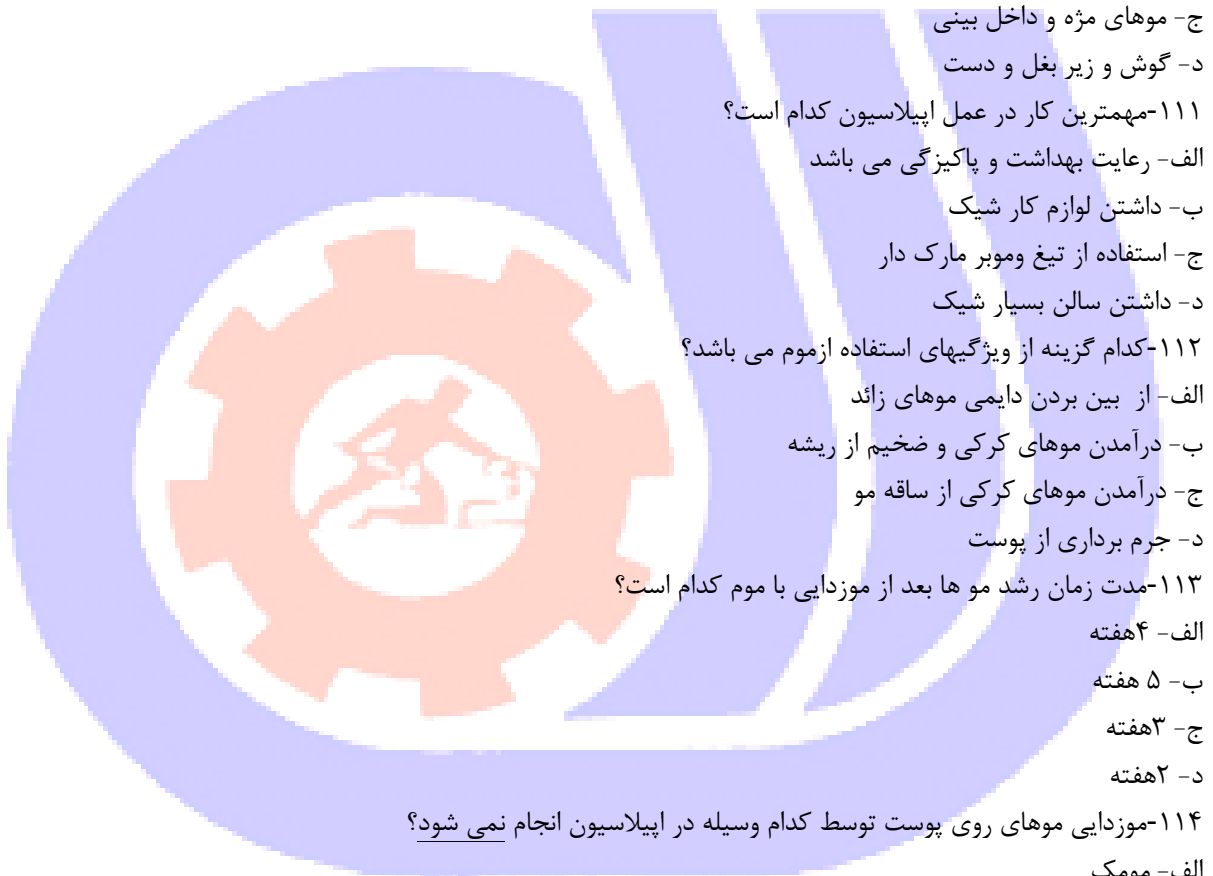 ج- موهای مژه و داخل بینی
د- گوش و زیر بغل و دست
۱۱۱-مهمترین کار در عمل اپیلاسیون کدام است؟
الف- رعایت بهداشت و پاکیزگی می باشد
ب- داشتن لوازم کار شیک
ج- استفاده از تیغ وموبر مارک دار
د- داشتن سالن بسیار شیک
۱۱۲-کدام گزینه از ویژگیهای استفاده ازموم می باشد؟
الف- از بین بردن دایمی موهای زائد
ب- درآمدن موهای کرکی و ضخیم از ریشه
ج- درآمدن موهای کرکی از ساقه مو
د- جرم برداری از پوست
۱۱۳-مدت زمان رشد مو ها بعد از موزدایی با موم کدام است؟
الف- ۴هفته
ب- ۵ هفته
ج- ۳هفته
د- ۲هفته
۱۱۴-موزدایی موهای روی پوست توسط کدام وسیله در اپیلاسیون انجام نمی شود؟
الف- مومک